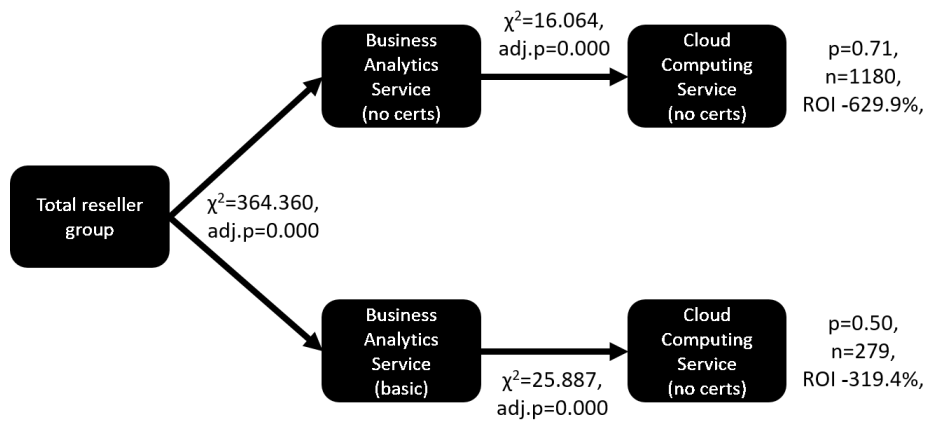 Business
Analytics
Service
(no certs)
χ²=16.064,
adj.p=0.000
Cloud
Computing
Service
(no certs)
p=0.71,
n=1180,
ROI -629.9%,
Total reseller
group
χ²=364.360,
adj.p=0.000
Business
Analytics
Service
(basic)
χ²=25.887,
adj.p=0.000
Cloud
Computing
Service
(no certs)
p=0.50,
n=279,
ROI -319.4%,